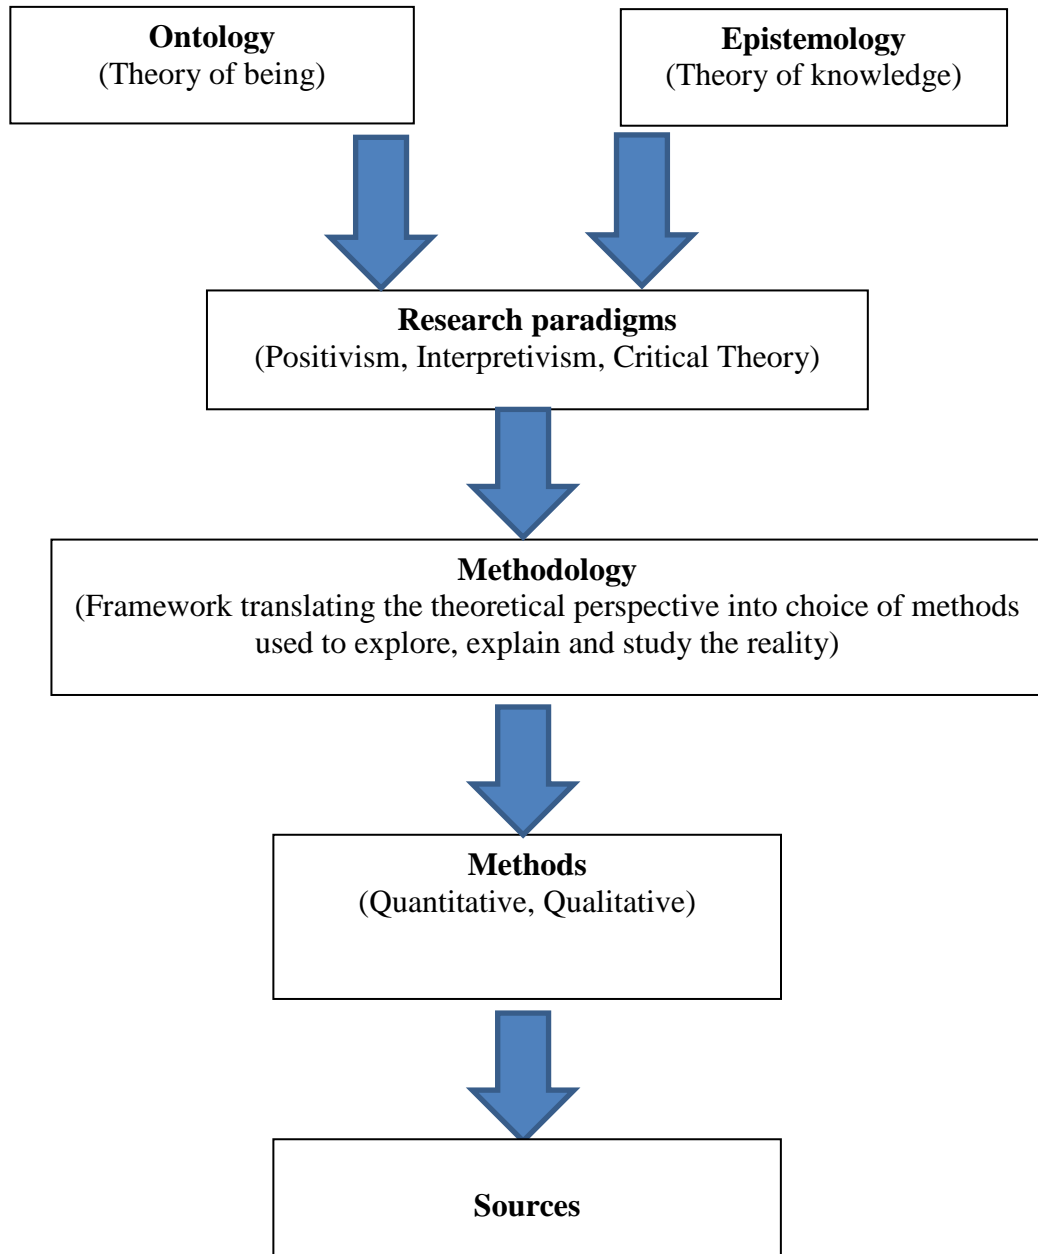 Ontology
(Theory of being)
Epistemology
(Theory of knowledge)
Research paradigms
(Positivism, Interpretivism, Critical Theory)
Methodology
(Framework translating the theoretical perspective into choice of methods
used to explore, explain and study the reality)
Methods
(Quantitative, Qualitative)
Sources